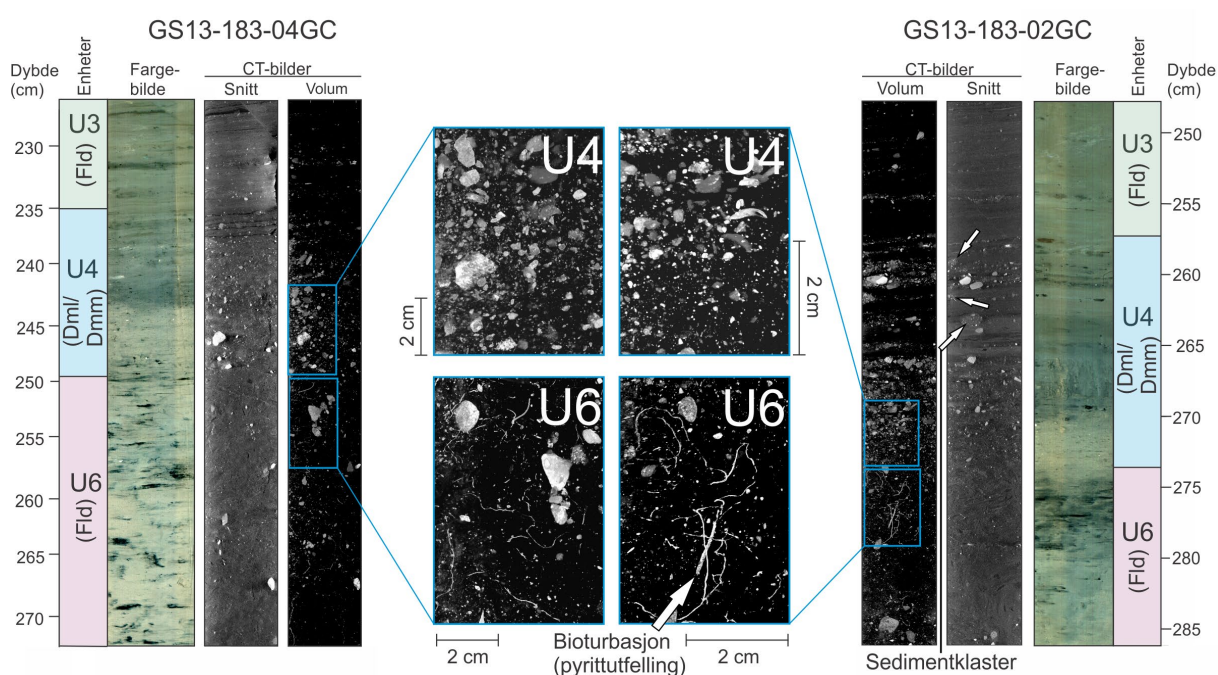 GS13-183-04GC
Dybde
(cm)
Enheter
Farge-
bilde
CT-bilder
Snitt
Volum
U3
(Fld)
U4
(Dml/
Dmm)
U6
(Fld)
230
235
240
245
250
255
260
265
270
U4
U4
2 cm
2 cm
U6
U6
2 cm
Bioturbasjon
(pyrittutfelling)
2 cm
GS13-183-02GC
CT-bilder
Volum
Snitt
Farge-
bilde
Enheter
Dybde
(cm)
U3
(Fld)
U4
(Dml/
Dmm)
U6
(Fld)
250
255
260
265
270
275
280
285
Sedimentklaster